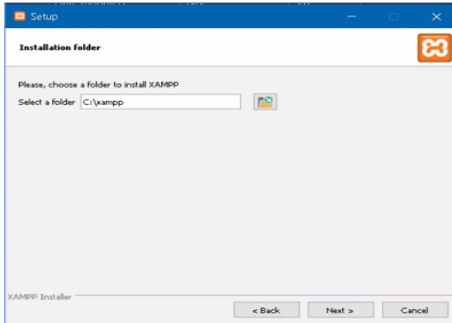 Setup
Installation folder
Please, choose a folder to install XAMPP
Select a folder C:\xampp
XAMPP Installer
< Back Next > Cancel